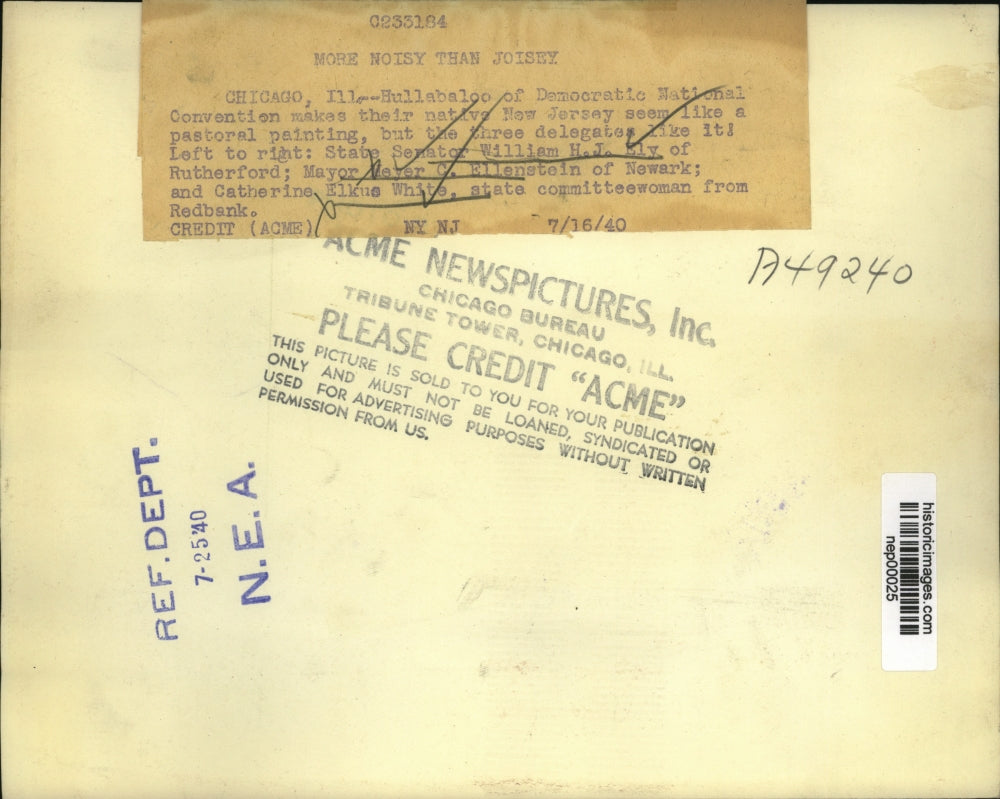 C233184
MORE NOISY THAN JOISEY
CHICAGO, Ill.--Hullabaloo of Democratic National
Convention makes their native New Jersey seem like a
pastoral painting, but the three delegates like it!
Left to right: State Senator William H.J. Ely of
Rutherford; Mayor Meyer C. Ellenstein of Newark;
and Catherine Elkus White, state committeewoman from
Redbank.
CREDIT (ACME) NY NJ 7/16/40
A49240
ACME NEWSPICTURES, Inc.
CHICAGO BUREAU
TRIBUNE TOWER, CHICAGO, ILL.
PLEASE CREDIT "ACME"
THIS PICTURE IS SOLD TO YOU FOR YOUR PUBLICATION
ONLY AND MUST NOT BE LOANED, SYNDICATED OR
USED FOR ADVERTISING PURPOSES WITHOUT WRITTEN
PERMISSION FROM US.
REF. DEPT.
7-25'40
N.E.A.
historicimages.com
nep00025